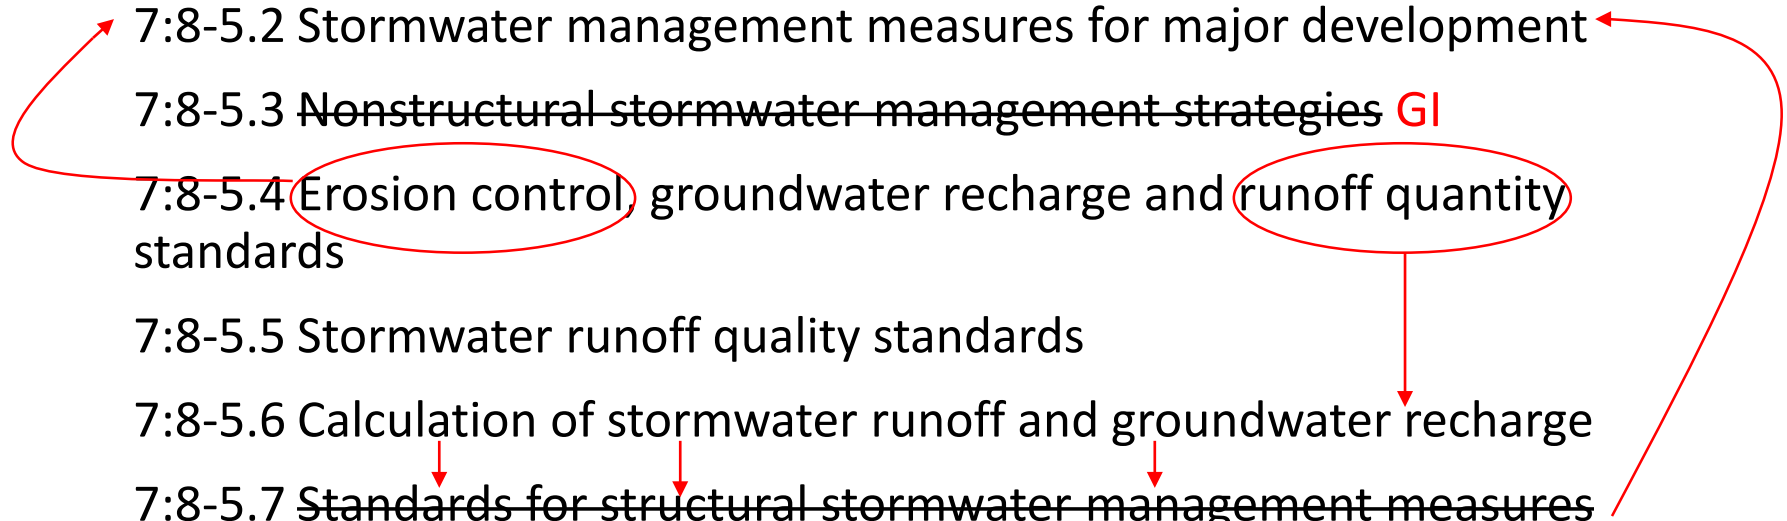 7:8-5.2 Stormwater management measures for major development
7:8-5.3 Nonstructural stormwater management strategies GI
7:8-5.4 Erosion control, groundwater recharge and runoff quantity
standards
7:8-5.5 Stormwater runoff quality standards
7:8-5.6 Calculation of stormwater runoff and groundwater recharge
7:8-5.7 Standards for structural stormwater management measures